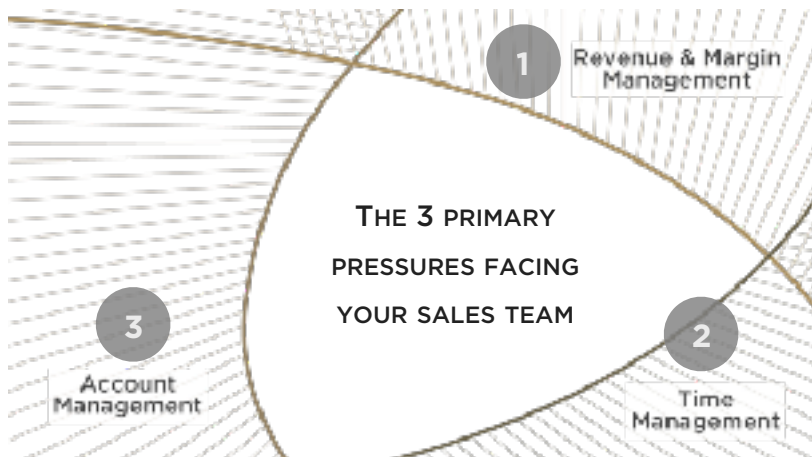 1
Revenue & Margin
Management
THE 3 PRIMARY
PRESSURES FACING
YOUR SALES TEAM
2
Time
Management
3
Account
Management